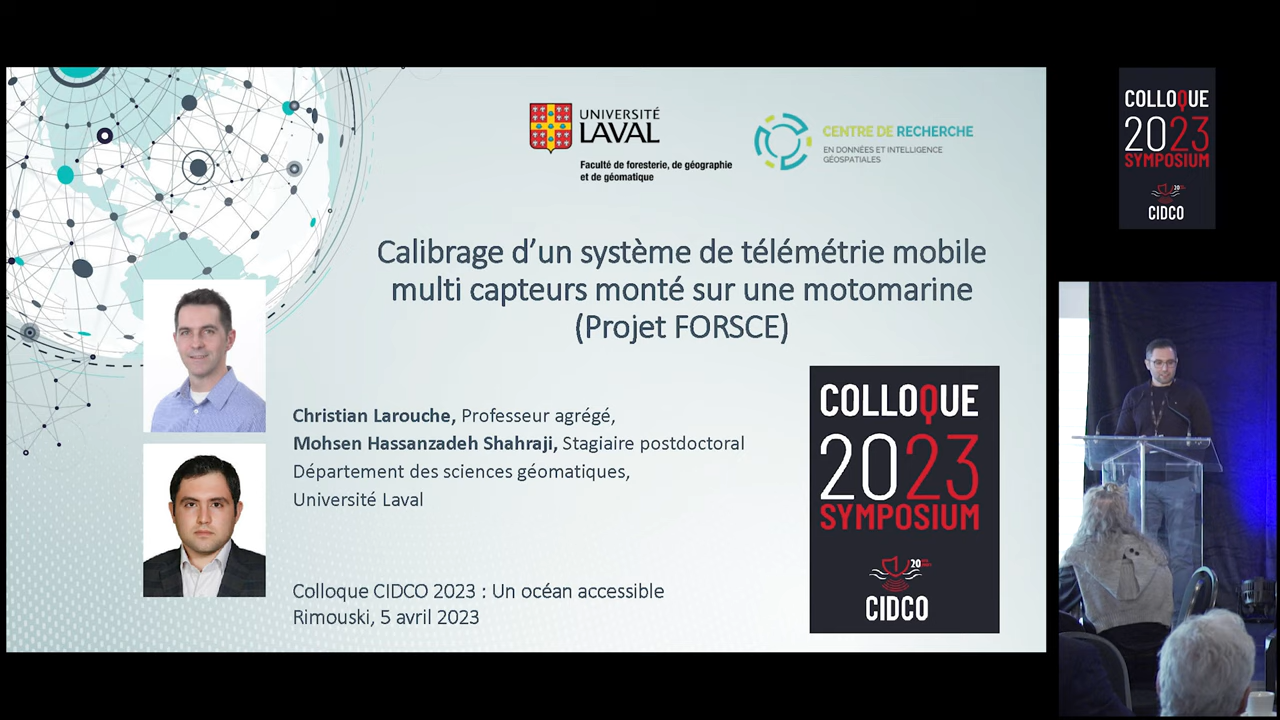 UNIVERSITÉ
LAVAL
Faculté de foresterie, de géographie
et de géomatique
CENTRE DE RECHERCHE
EN DONNÉES ET INTELLIGENCE
GÉOSPATIALES
Calibrage d'un système de télémétrie mobile
multi capteurs monté sur une motomarine
(Projet FORSCE)
Christian Larouche, Professeur agrégé,
Mohsen Hassanzadeh Shahraji, Stagiaire postdoctoral
Département des sciences géomatiques,
Université Laval
Colloque CIDCO 2023 : Un océan accessible
Rimouski, 5 avril 2023
COLLOQUE
2023
SYMPOSIUM
20
CIDCO
COLLOQUE
2023
SYMPOSIUM
20
CIDCO